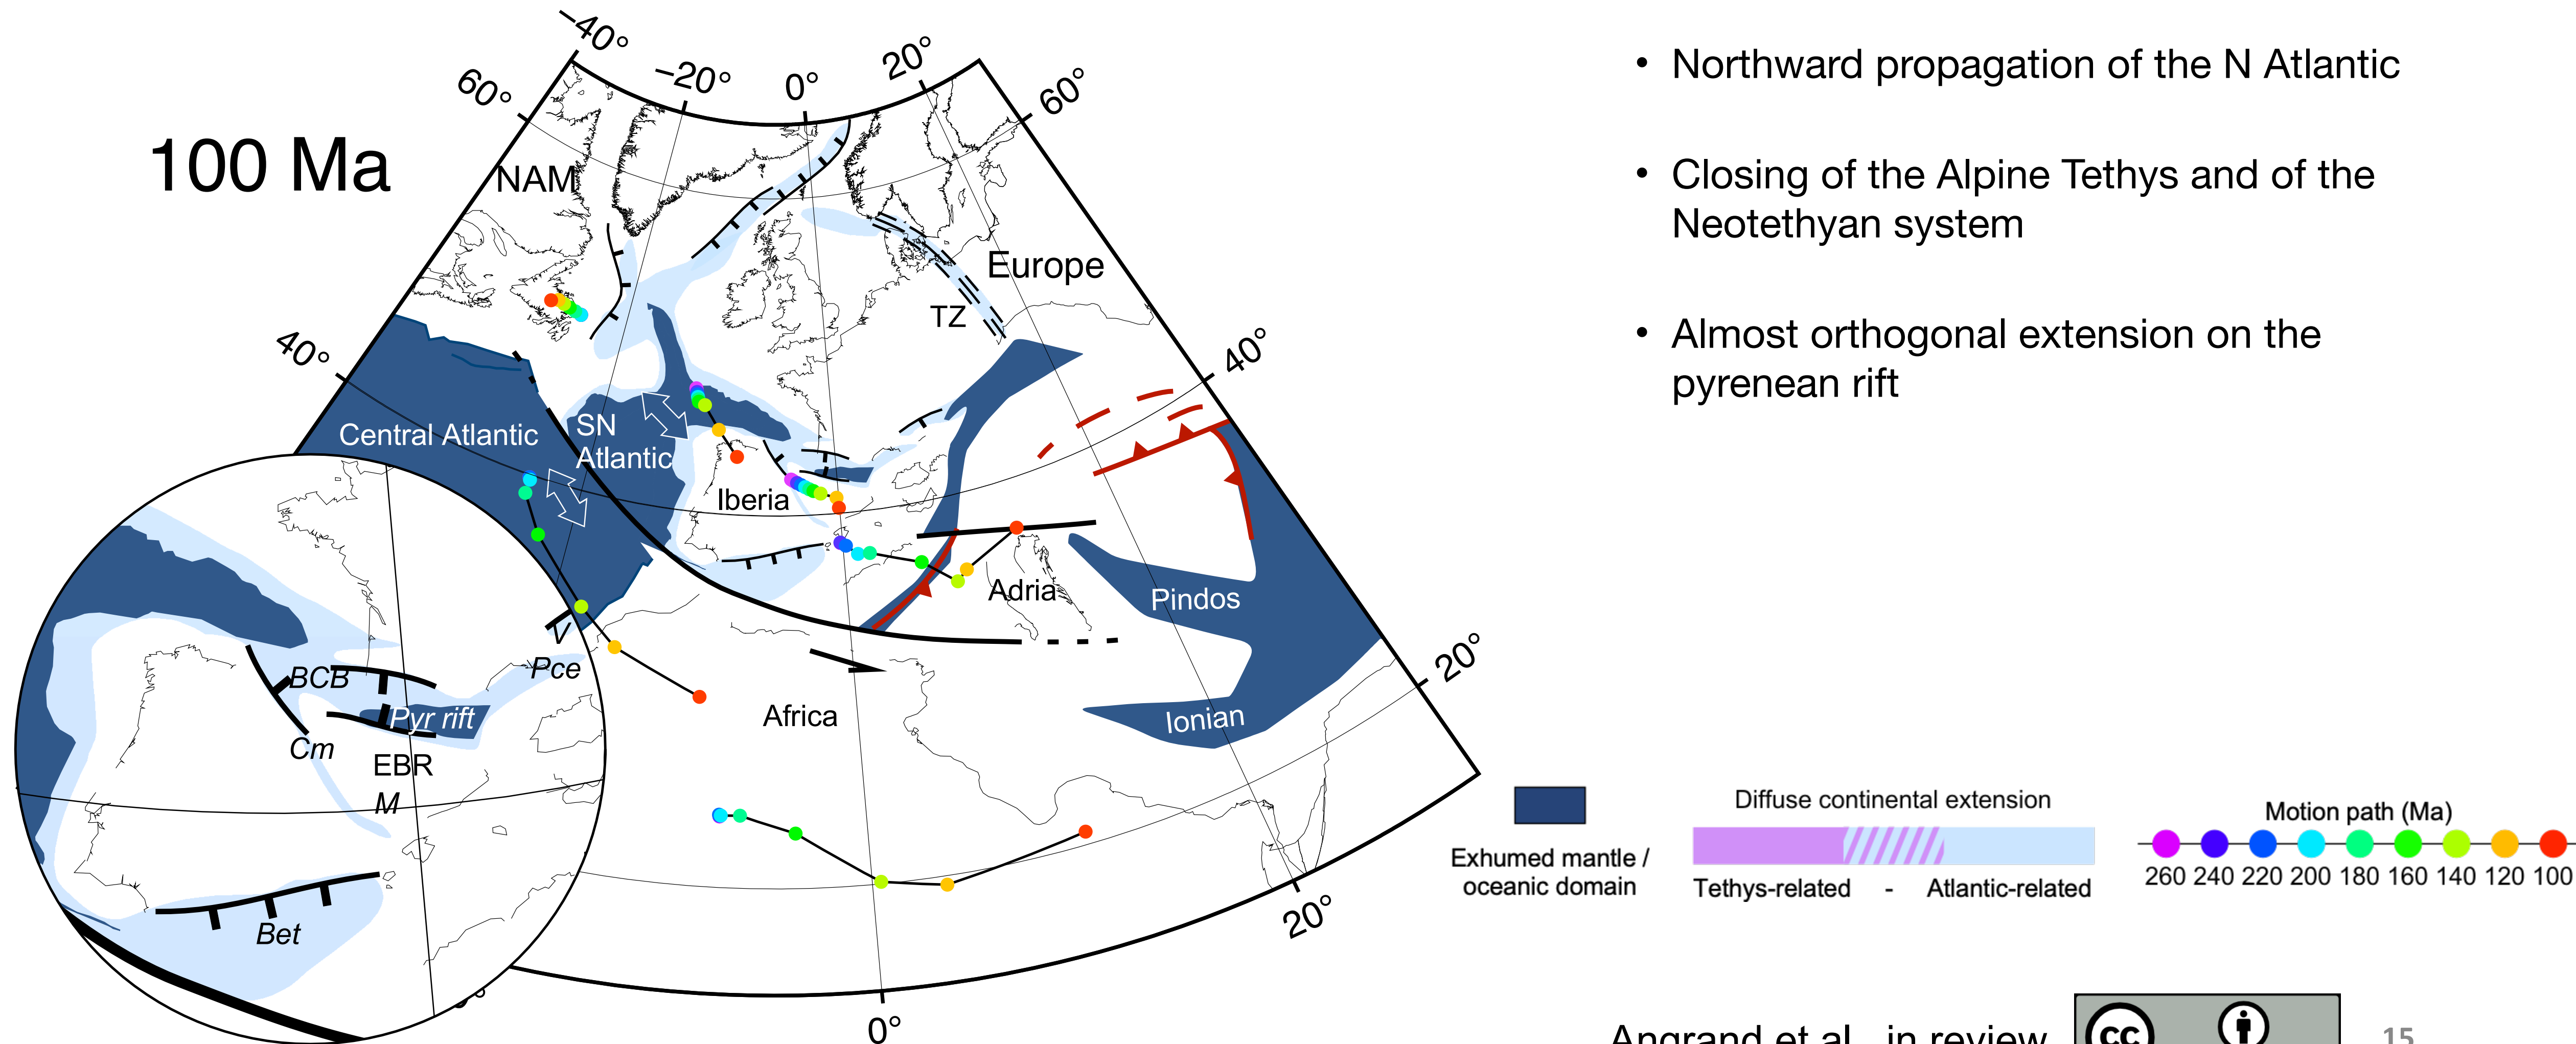 100 Ma
−40°
−20°
0°
20°
60°
60°
NAM
Europe
TZ
40°
40°
Central Atlantic
SN
Atlantic
Iberia
Adria
Pindos
Ionian
Africa
20°
20°
0°
V
Pce
BCB
Pyr rift
Cm
EBR
M
Bet
• Northward propagation of the N Atlantic
• Closing of the Alpine Tethys and of the
Neotethyan system
• Almost orthogonal extension on the
pyrenean rift
Exhumed mantle /
oceanic domain
Diffuse continental extension
Tethys-related - Atlantic-related
Motion path (Ma)
260 240 220 200 180 160 140 120 100
Angrand et al., in review
cc
15